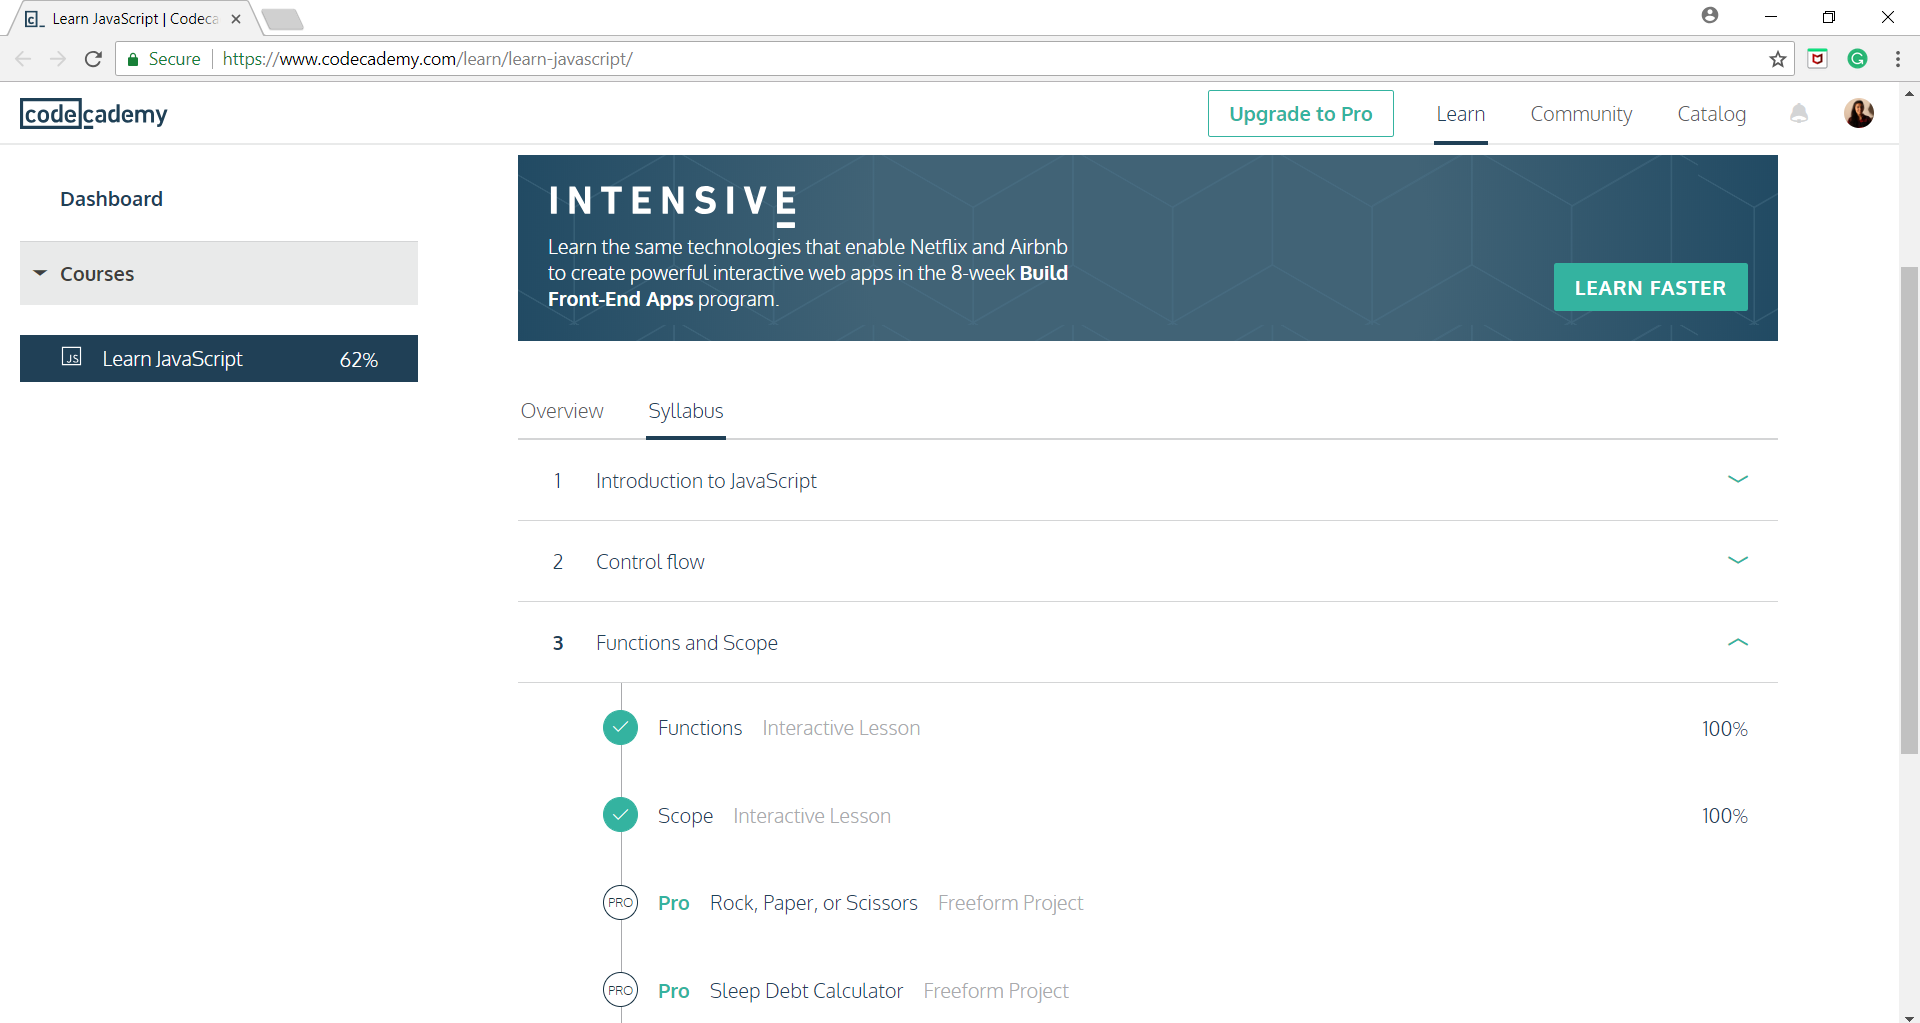 Learn JavaScript | Codeca
Secure https://www.codecademy.com/learn/learn-javascript/
codecademy
Upgrade to Pro Learn Community Catalog
Dashboard
Courses
JS Learn JavaScript 62%
INTENSIVE
Learn the same technologies that enable Netflix and Airbnb
to create powerful interactive web apps in the 8-week Build
Front-End Apps program.
LEARN FASTER
Overview Syllabus
1 Introduction to JavaScript
2 Control flow
3 Functions and Scope
Functions Interactive Lesson 100%
Scope Interactive Lesson 100%
PRO Pro Rock, Paper, or Scissors Freeform Project
PRO Pro Sleep Debt Calculator Freeform Project